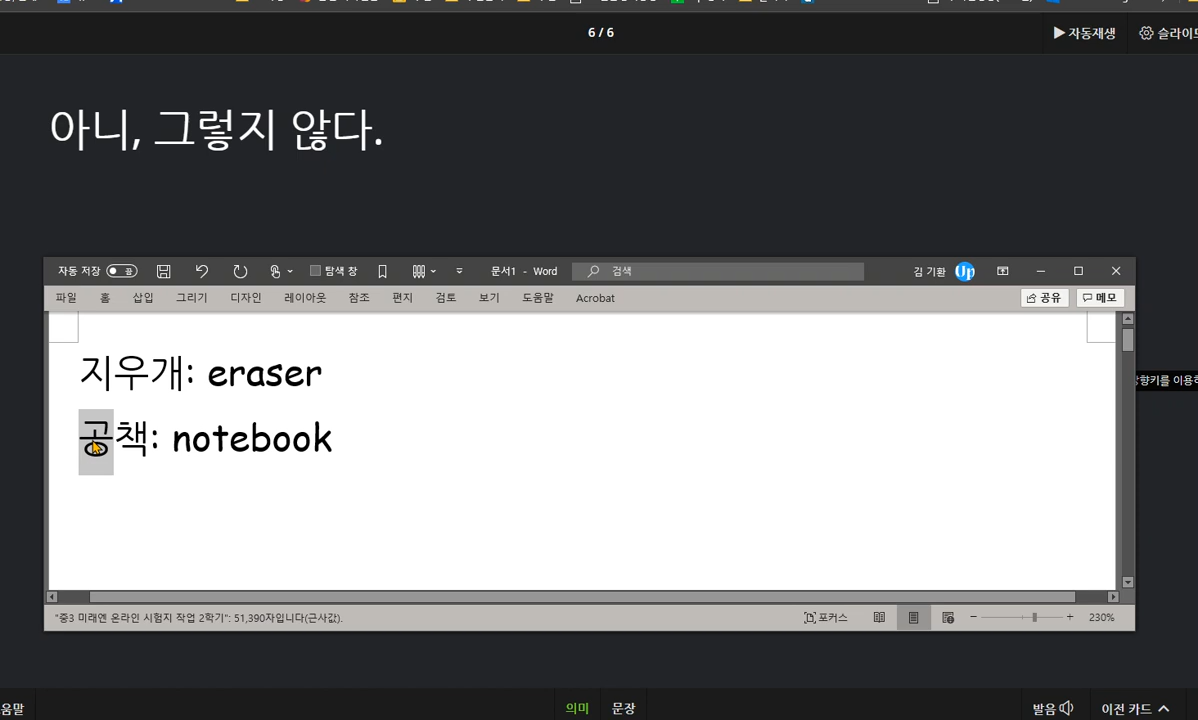 6 / 6
▶ 자동재생
아니, 그렇지 않다.
자동 저장 끔
탐색 창
문서1 - Word
검색
김 기환
Up
파일 홈 삽입 그리기 디자인 레이아웃 참조 편지 검토 보기 도움말 Acrobat
공유 메모
지우개: eraser
공책: notebook
"중3 미래엔 온라인 시험지 작업 2학기": 51,390자입니다(근사값).
포커스
230%
의미 문장
발음 이전 카드